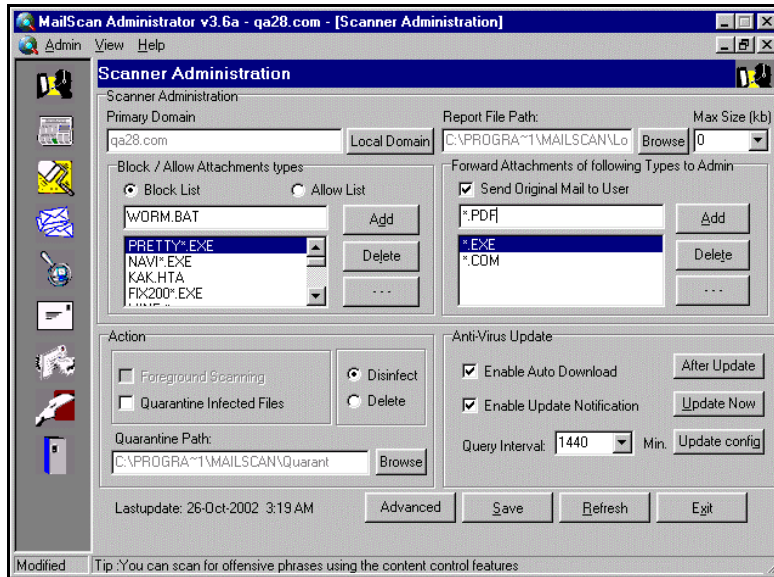 MailScan Administrator v3.6a - qa28.com - [Scanner Administration]
Admin View Help
Scanner Administration
Scanner Administration
Primary Domain
qa28.com
Local Domain
Report File Path:
C:\PROGRA~1\MAILSCAN\Lo
Browse
Max Size (kb)
0
Block / Allow Attachments types
Block List
Allow List
WORM.BAT
Add
PRETTY*.EXE
NAVI*.EXE
KAK.HTA
FIX200*.EXE
Delete
...
Forward Attachments of following Types to Admin
Send Original Mail to User
*.PDF
Add
*.EXE
*.COM
Delete
...
Action
Foreground Scanning
Quarantine Infected Files
Disinfect
Delete
Quarantine Path:
C:\PROGRA~1\MAILSCAN\Quarant
Browse
Anti-Virus Update
Enable Auto Download
After Update
Enable Update Notification
Update Now
Query Interval: 1440 Min.
Update config
Lastupdate: 26-Oct-2002 3:19 AM
Advanced
Save
Refresh
Exit
Modified
Tip :You can scan for offensive phrases using the content control features